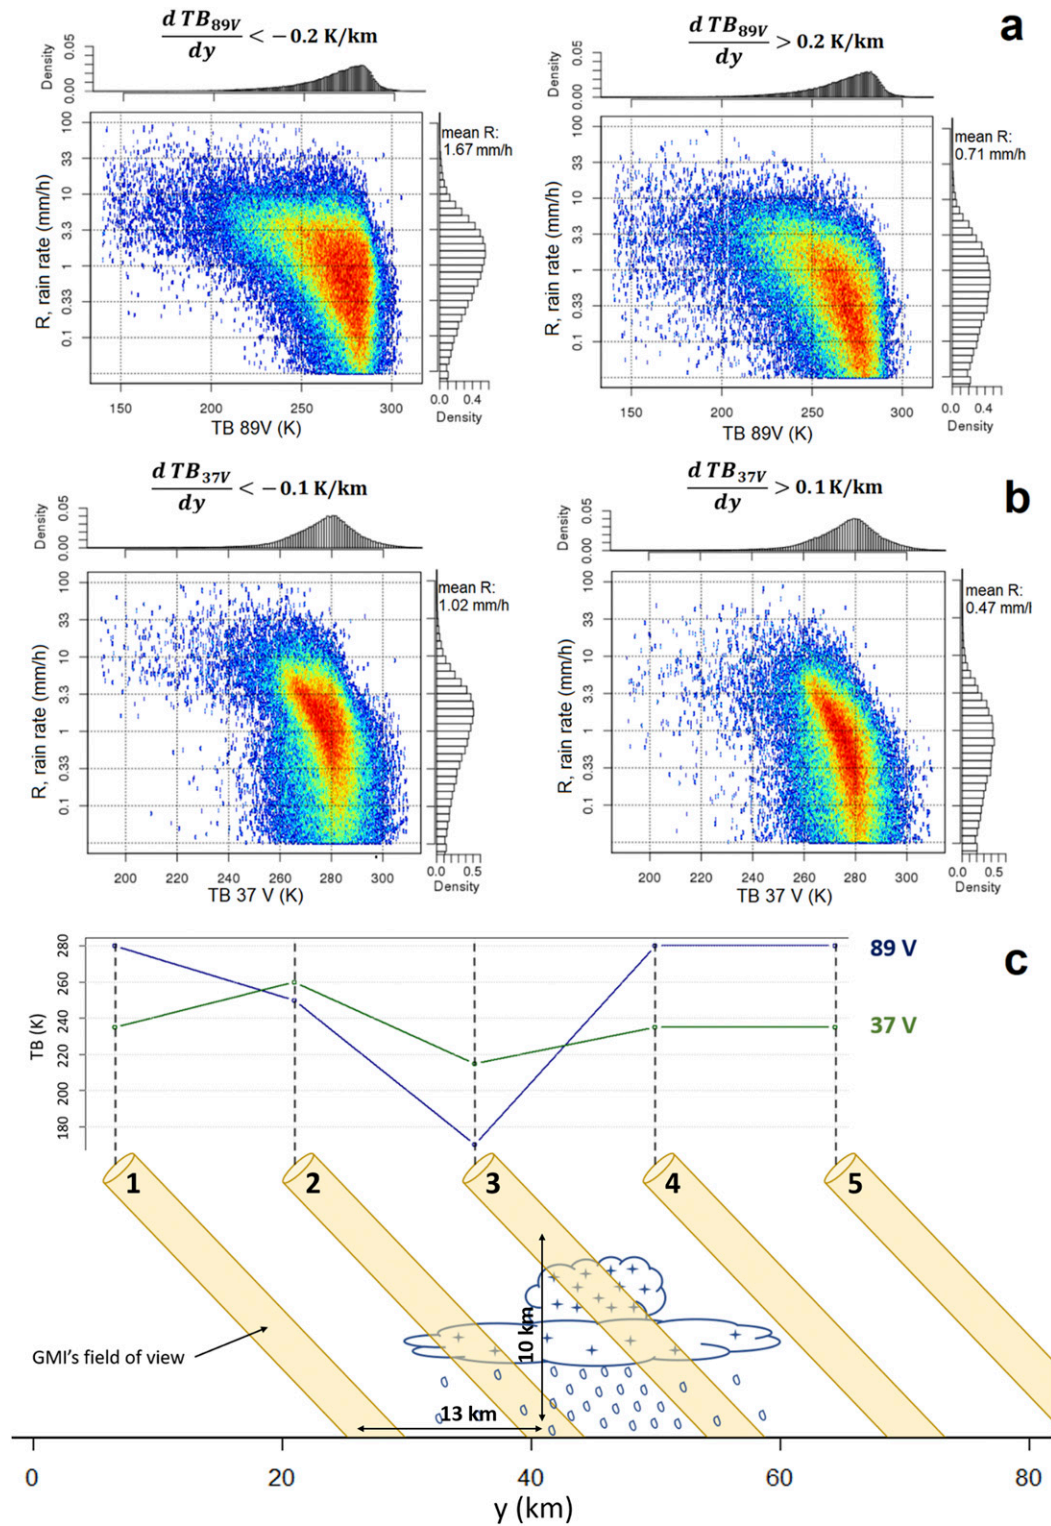 d TB89V / dy < −0.2 K/km
d TB89V / dy > 0.2 K/km
a
Density
0.00 0.05
Density
0.00 0.05
R, rain rate (mm/h)
100
33
10
3.3
1
0.33
0.1
150 200 250 300
TB 89V (K)
mean R:
1.67 mm/h
0.0 0.4
Density
R, rain rate (mm/h)
100
33
10
3.3
1
0.33
0.1
150 200 250 300
TB 89V (K)
mean R:
0.71 mm/h
0.0 0.4
Density
d TB37V / dy < −0.1 K/km
d TB37V / dy > 0.1 K/km
b
Density
0.00 0.05
Density
0.00 0.05
R, rain rate (mm/h)
100
33
10
3.3
1
0.33
0.1
200 220 240 260 280 300
TB 37 V (K)
mean R:
1.02 mm/h
0.0 0.5
Density
R, rain rate (mm/h)
100
33
10
3.3
1
0.33
0.1
200 220 240 260 280 300
TB 37 V (K)
mean R:
0.47 mm/h
0.0 0.5
Density
c
TB (K)
280
260
240
220
200
180
89 V
37 V
1 2 3 4 5
10 km
GMI's field of view
13 km
0 20 40 60 80
y (km)